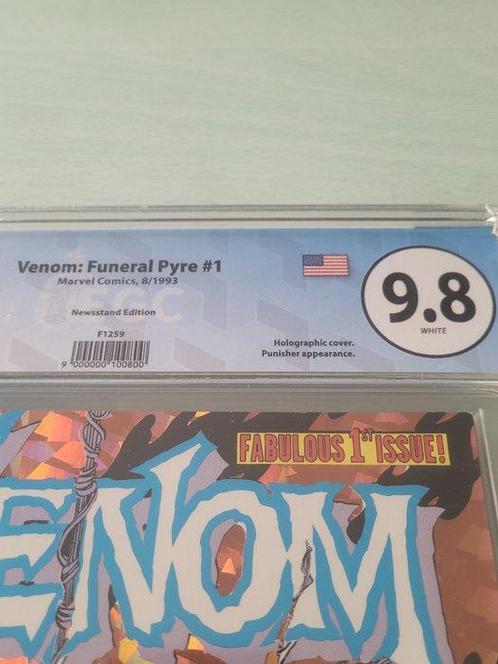 Venom: Funeral Pyre #1
Marvel Comics, 8/1993
EGC
Newsstand Edition
F1259
9 000000 100800
Holographic cover.
Punisher appearance.
9.8
WHITE
FABULOUS 1ST ISSUE!
ENOM